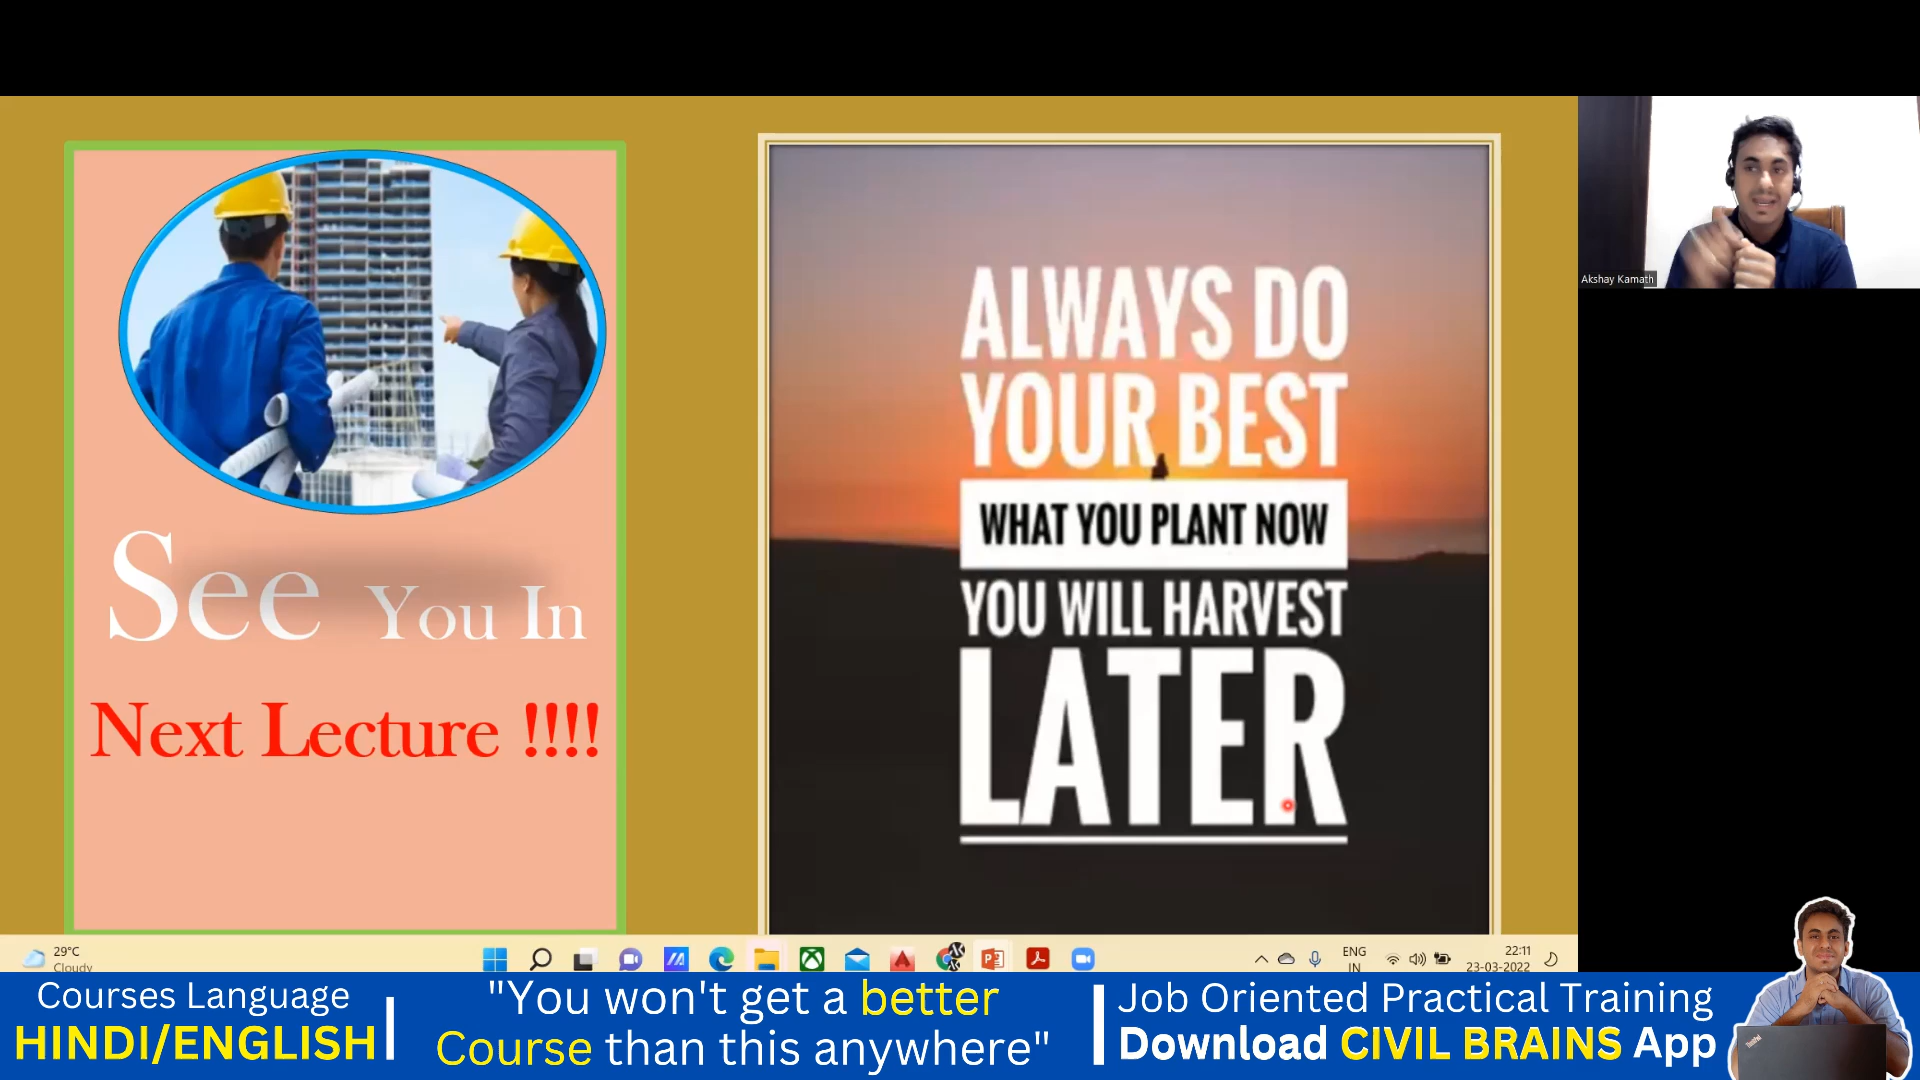 See You In
Next Lecture !!!!
ALWAYS DO
YOUR BEST
WHAT YOU PLANT NOW
YOU WILL HARVEST
LATER
Akshay Kamath
29°C
Cloudy
ENG
IN
22:11
23-03-2022
Courses Language
HINDI/ENGLISH
"You won't get a better
Course than this anywhere"
Job Oriented Practical Training
Download CIVIL BRAINS App
ThinkPad